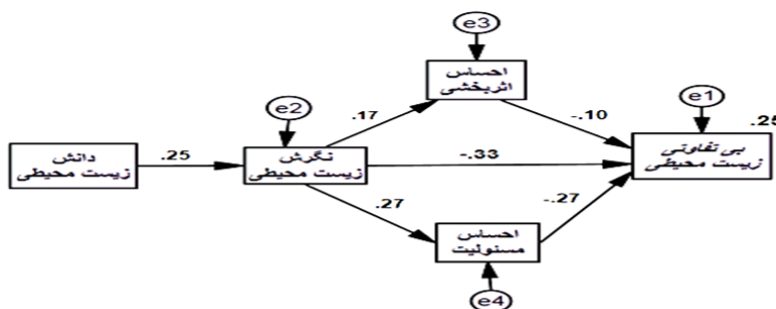 e3
احساس
اثربخشی
e2
.17
-.10
e1
.25
دانش
زیست محیطی
.25
نگرش
زیست محیطی
-.33
بی تفاوتی
زیست محیطی
.27
-.27
احساس
مسئولیت
e4